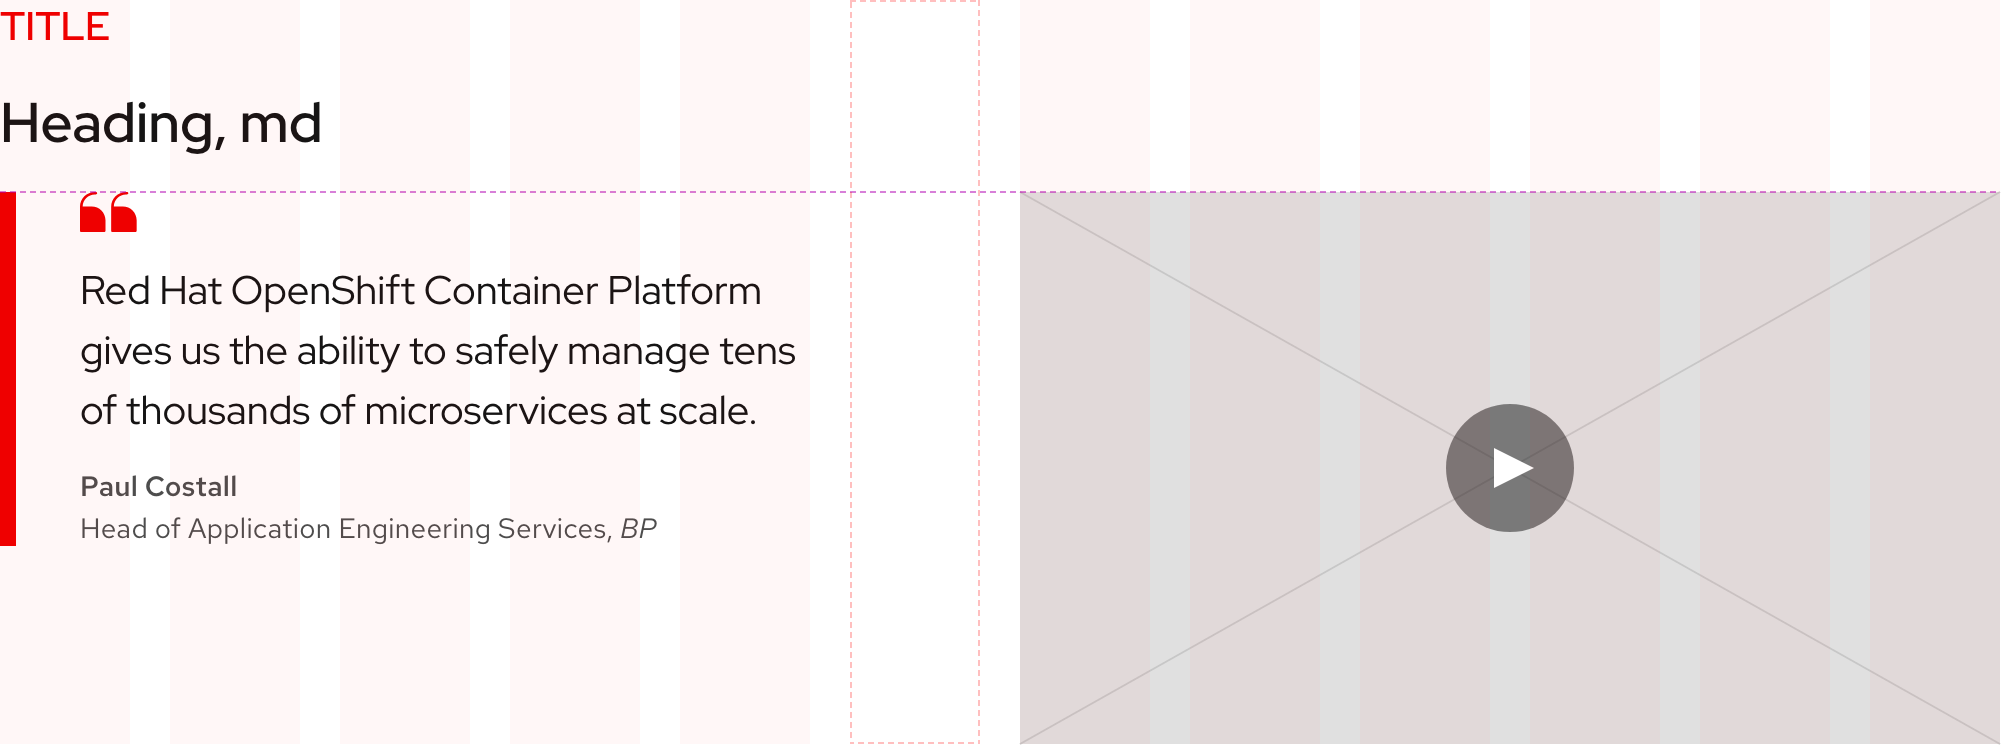 TITLE
Heading, md
“
Red Hat OpenShift Container Platform
gives us the ability to safely manage tens
of thousands of microservices at scale.
Paul Costall
Head of Application Engineering Services, BP